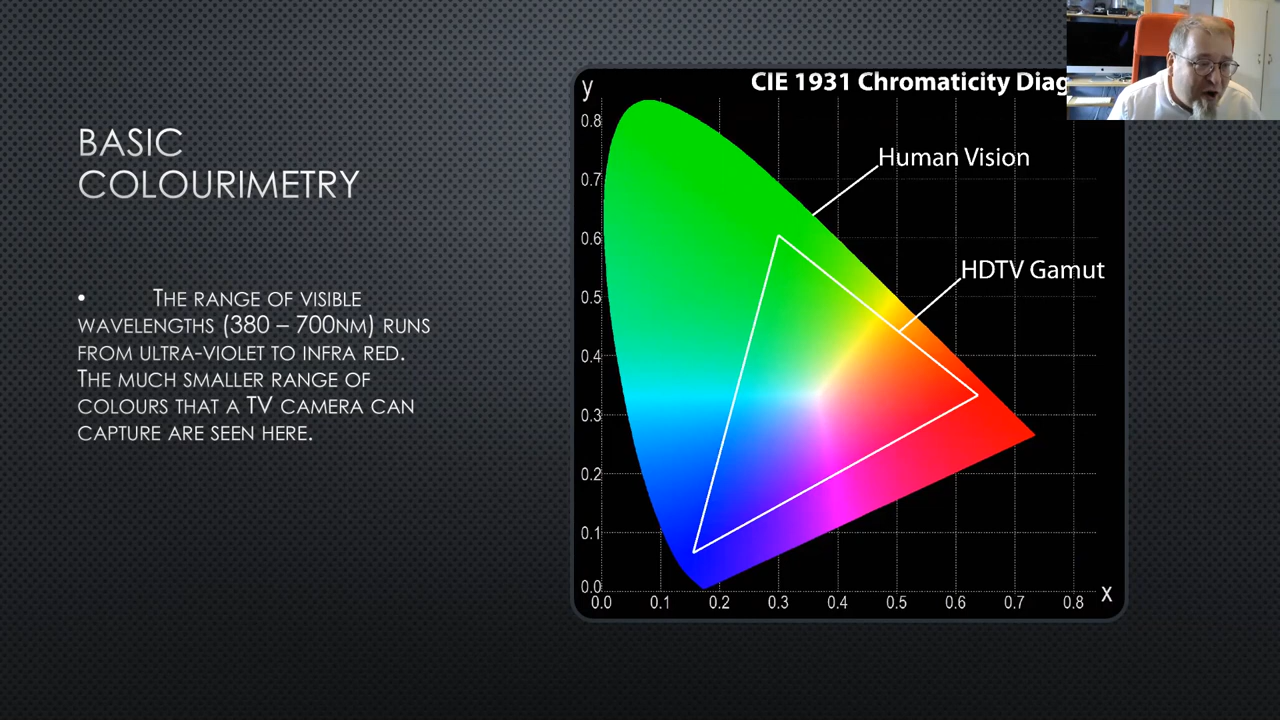 BASIC
COLOURIMETRY
• THE RANGE OF VISIBLE
WAVELENGTHS (380 – 700NM) RUNS
FROM ULTRA-VIOLET TO INFRA RED.
THE MUCH SMALLER RANGE OF
COLOURS THAT A TV CAMERA CAN
CAPTURE ARE SEEN HERE.
CIE 1931 Chromaticity Diag
y
Human Vision
HDTV Gamut
0.8
0.7
0.6
0.5
0.4
0.3
0.2
0.1
0.0
0.0 0.1 0.2 0.3 0.4 0.5 0.6 0.7 0.8
x